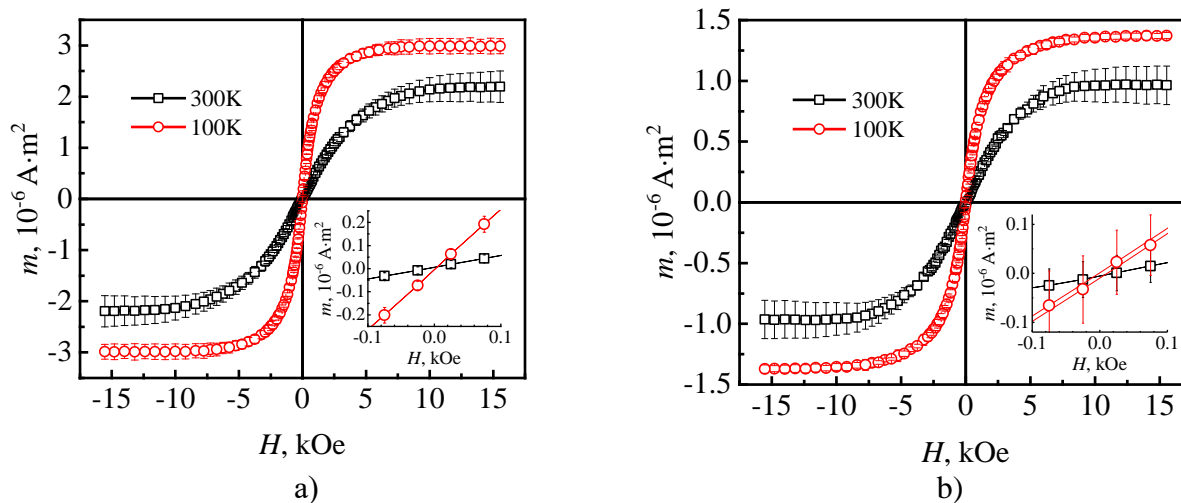 3
2
1
0
-1
-2
-3
m, 10⁻⁶ A·m²
300K
100K
0.2
0.1
0.0
-0.1
-0.2
m, 10⁻⁶ A·m²
-0.1 0.0 0.1
H, kOe
-15 -10 -5 0 5 10 15
H, kOe
a)
1.5
1.0
0.5
0.0
-0.5
-1.0
-1.5
m, 10⁻⁶ A·m²
300K
100K
0.1
0.0
-0.1
m, 10⁻⁶ A·m²
-0.1 0.0 0.1
H, kOe
-15 -10 -5 0 5 10 15
H, kOe
b)